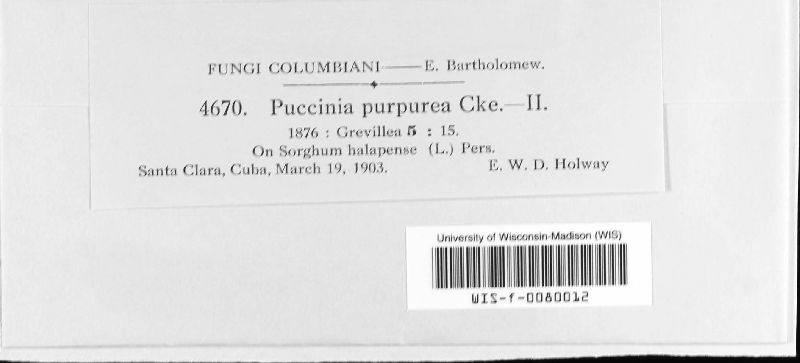 FUNGI COLUMBIANI — E. Bartholomew.
4670. Puccinia purpurea Cke.—II.
1876 : Grevillea 5 : 15.
On Sorghum halapense (L.) Pers.
Santa Clara, Cuba, March 19, 1903. E. W. D. Holway
University of Wisconsin-Madison (WIS)
WIS-f-0080012